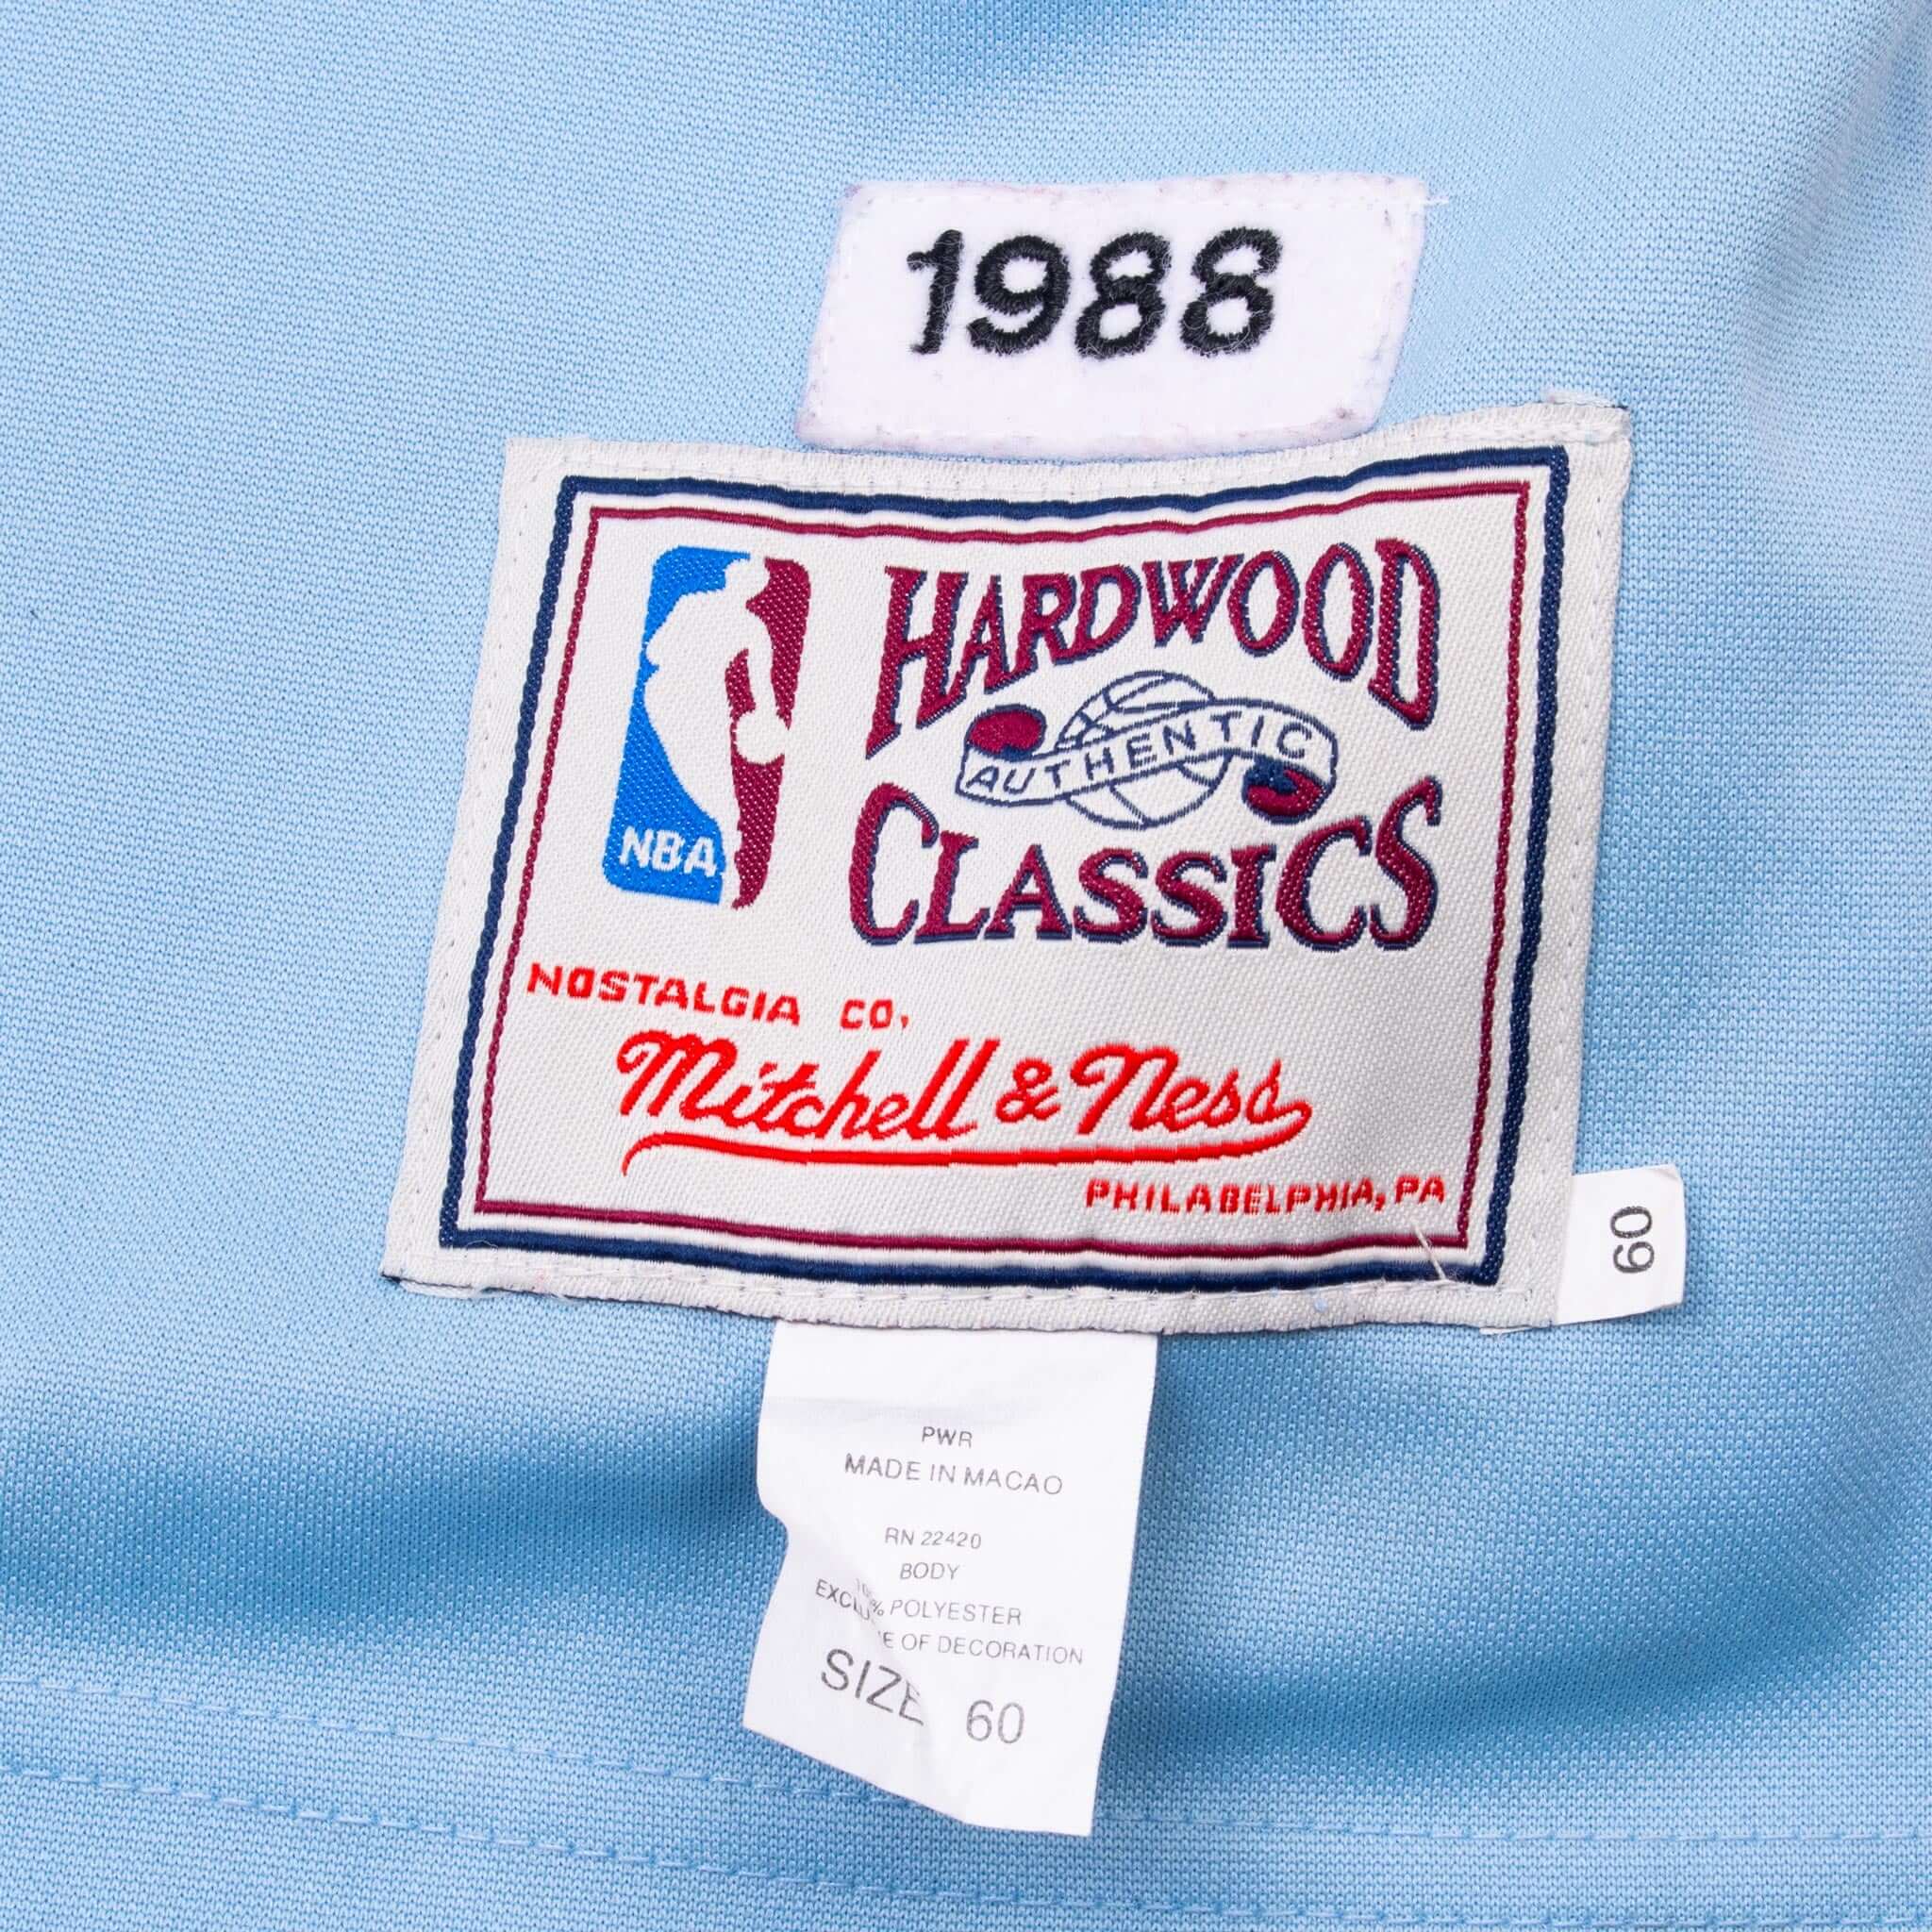 1988
NBA
HARDWOOD
AUTHENTIC
CLASSICS
NOSTALGIA CO.
Mitchell & Ness
PHILADELPHIA, PA
60
PWR
MADE IN MACAO
RN 22420
BODY
POLYESTER
OF DECORATION
SIZE 60